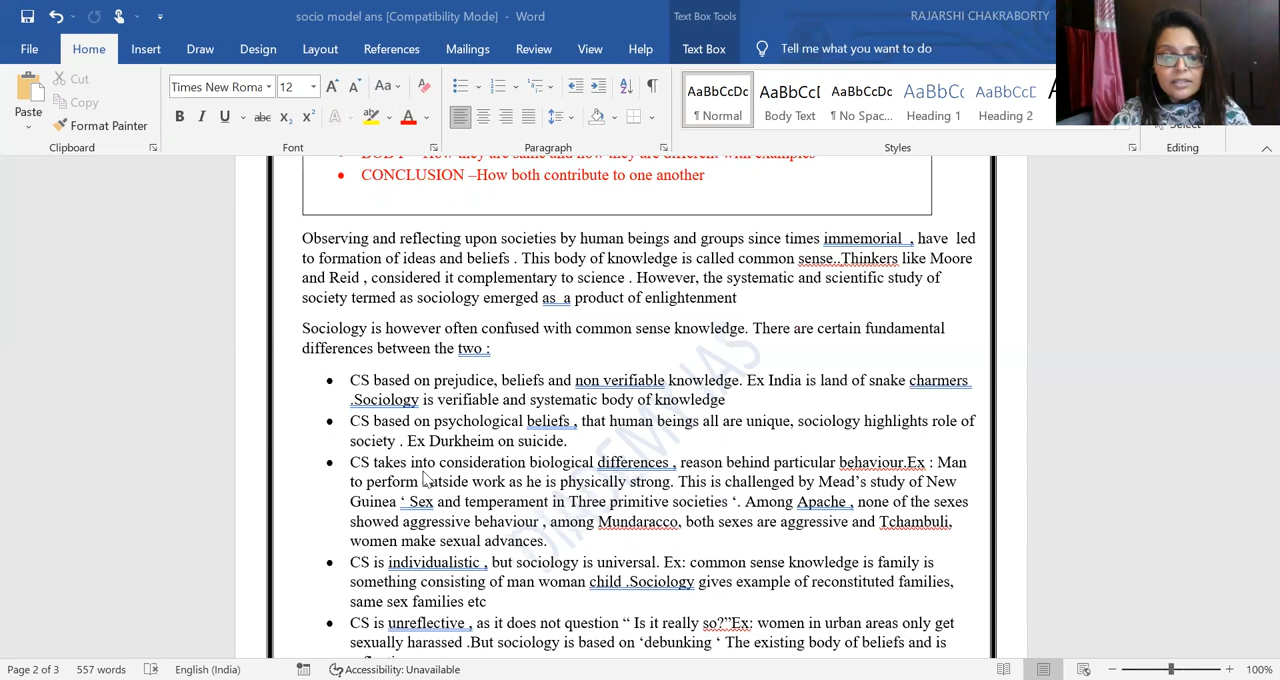 socio model ans [Compatibility Mode] - Word
Text Box Tools
RAJARSHI CHAKRABORTY
File Home Insert Draw Design Layout References Mailings Review View Help Text Box Tell me what you want to do
Paste
Cut
Copy
Format Painter
Times New Roma 12
AaBbCcDc AaBbCcI AaBbCcDc AaBbCc AaBbCcD
¶ Normal Body Text ¶ No Spac... Heading 1 Heading 2
Select
Clipboard Font Paragraph Styles Editing
BODY – How they are same and how they are different with examples
• CONCLUSION –How both contribute to one another
Observing and reflecting upon societies by human beings and groups since times immemorial , have led
to formation of ideas and beliefs . This body of knowledge is called common sense..Thinkers like Moore
and Reid , considered it complementary to science . However, the systematic and scientific study of
society termed as sociology emerged as a product of enlightenment
Sociology is however often confused with common sense knowledge. There are certain fundamental
differences between the two :
• CS based on prejudice, beliefs and non verifiable knowledge. Ex India is land of snake charmers
.Sociology is verifiable and systematic body of knowledge
• CS based on psychological beliefs , that human beings all are unique, sociology highlights role of
society . Ex Durkheim on suicide.
• CS takes into consideration biological differences , reason behind particular behaviour.Ex : Man
to perform outside work as he is physically strong. This is challenged by Mead's study of New
Guinea ‘ Sex and temperament in Three primitive societies ‘. Among Apache , none of the sexes
showed aggressive behaviour , among Mundaracco, both sexes are aggressive and Tchambuli,
women make sexual advances.
• CS is individualistic , but sociology is universal. Ex: common sense knowledge is family is
something consisting of man woman child .Sociology gives example of reconstituted families,
same sex families etc
• CS is unreflective , as it does not question “ Is it really so?”Ex: women in urban areas only get
sexually harassed .But sociology is based on ‘debunking ‘ The existing body of beliefs and is
Page 2 of 3 557 words English (India) Accessibility: Unavailable 100%